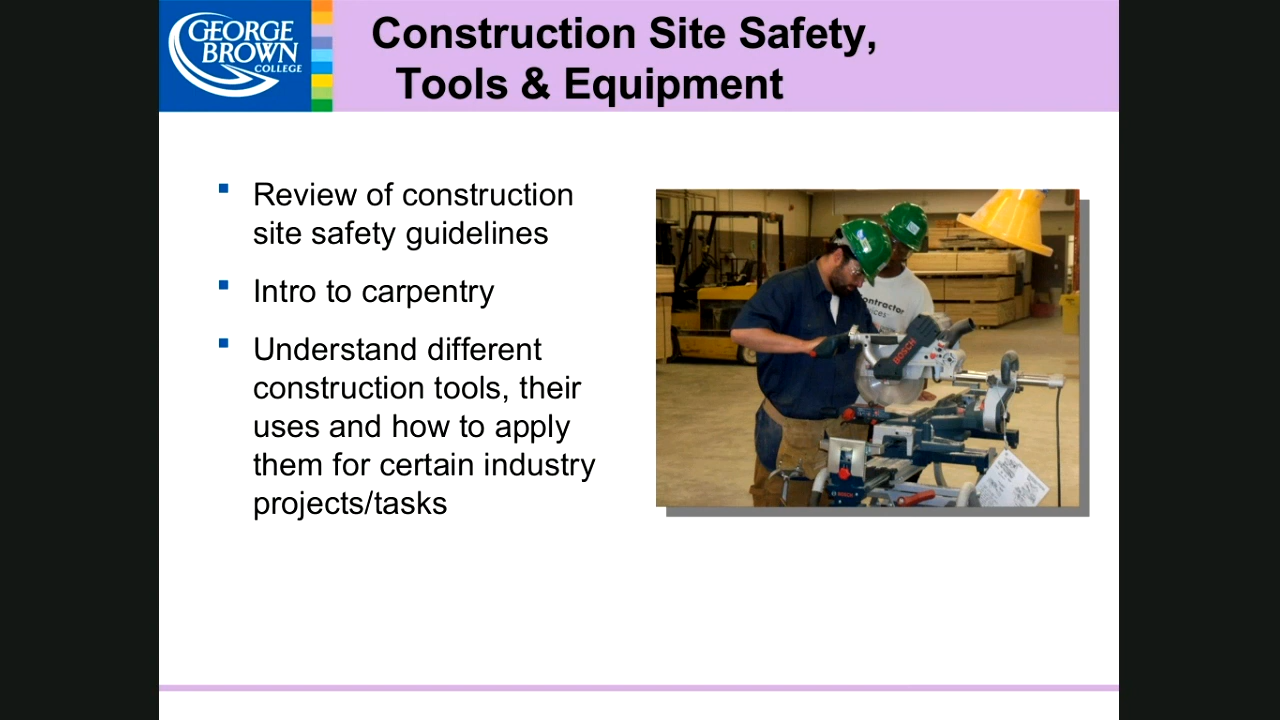 GEORGE
BROWN
COLLEGE
Construction Site Safety,
Tools & Equipment
Review of construction
site safety guidelines
Intro to carpentry
Understand different
construction tools, their
uses and how to apply
them for certain industry
projects/tasks
BOSCH
BOSCH